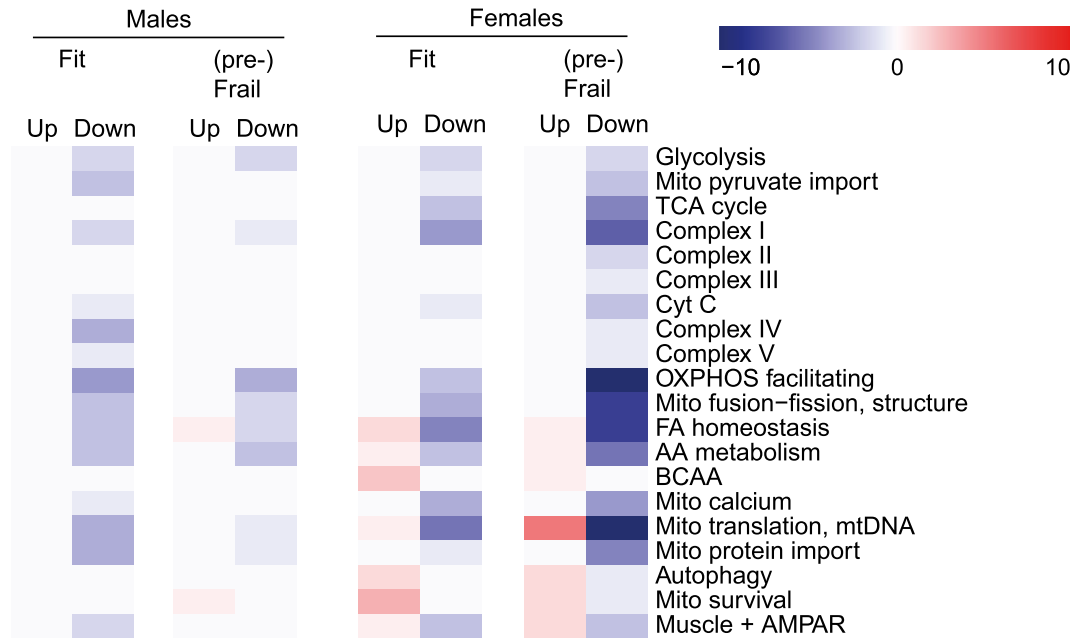 Males
Females
Fit
(pre-)
Frail
Fit
(pre-)
Frail
−10
0
10
Up Down
Up Down
Up Down
Up Down
Glycolysis
Mito pyruvate import
TCA cycle
Complex I
Complex II
Complex III
Cyt C
Complex IV
Complex V
OXPHOS facilitating
Mito fusion−fission, structure
FA homeostasis
AA metabolism
BCAA
Mito calcium
Mito translation, mtDNA
Mito protein import
Autophagy
Mito survival
Muscle + AMPAR